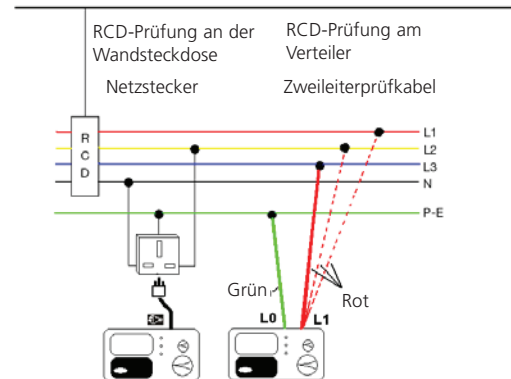 RCD-Prüfung an der
Wandsteckdose
Netzstecker
RCD-Prüfung am
Verteiler
Zweileiterprüfkabel
R
C
D
L1
L2
L3
N
P-E
Grün
Rot
L0
L1